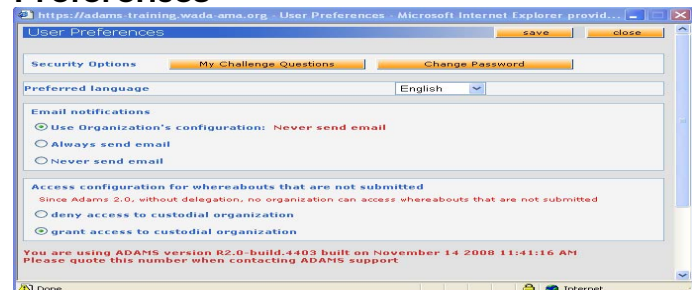 Preferences
https://adams-training.wada-ama.org - User Preferences - Microsoft Internet Explorer provid...
User Preferences save close
Security Options My Challenge Questions Change Password
Preferred language English
Email notifications
Use Organization's configuration: Never send email
Always send email
Never send email
Access configuration for whereabouts that are not submitted
Since Adams 2.0, without delegation, no organization can access whereabouts that are not submitted
deny access to custodial organization
grant access to custodial organization
You are using ADAMS version R2.0-build.4403 built on November 14 2008 11:41:16 AM
Please quote this number when contacting ADAMS support
Done Internet